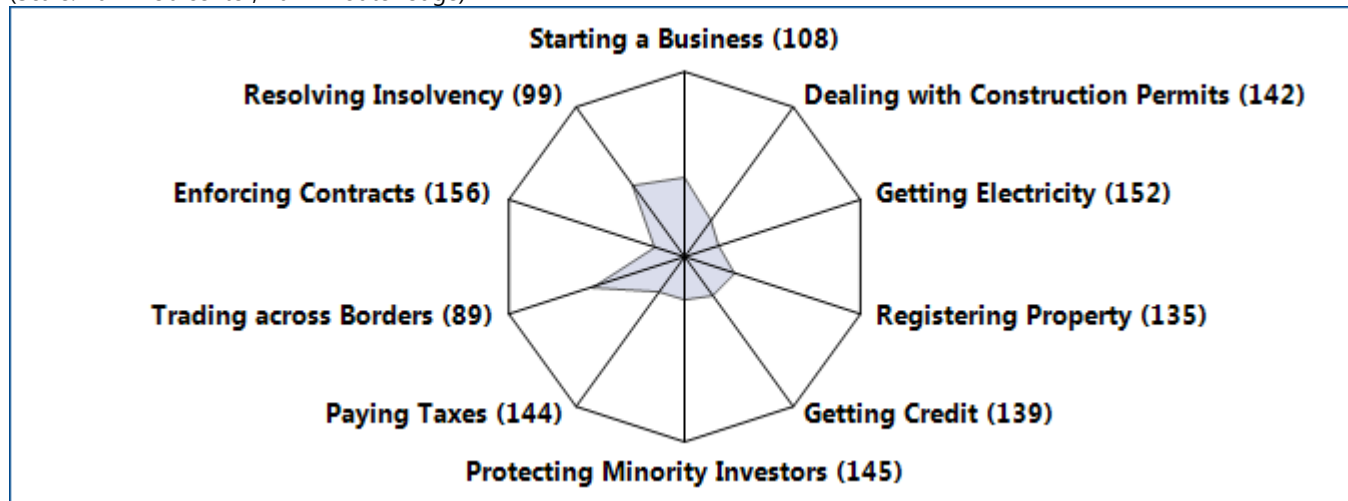 Starting a Business (108)
Resolving Insolvency (99)
Dealing with Construction Permits (142)
Enforcing Contracts (156)
Getting Electricity (152)
Trading across Borders (89)
Registering Property (135)
Paying Taxes (144)
Getting Credit (139)
Protecting Minority Investors (145)